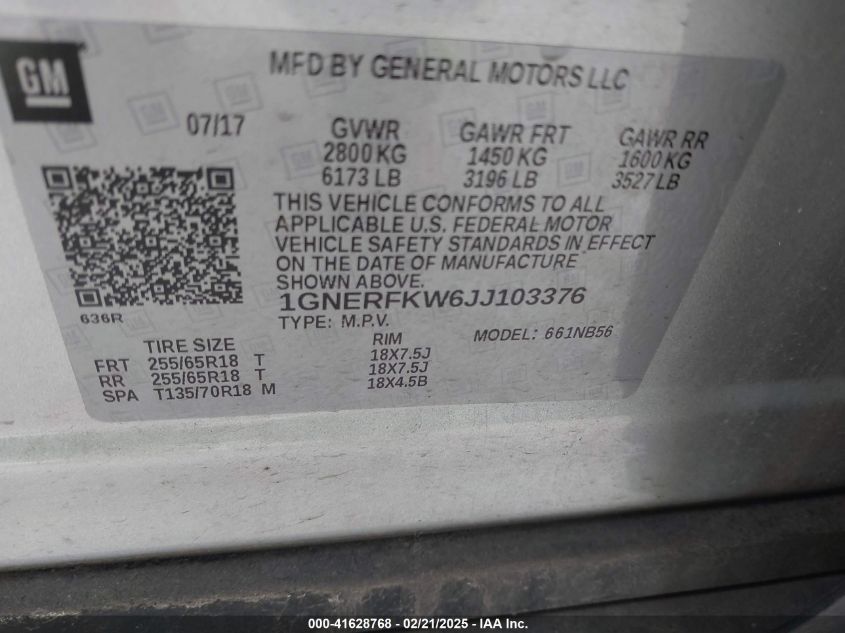 GM
MFD BY GENERAL MOTORS LLC
07/17
GVWR
2800 KG
6173 LB
GAWR FRT
1450 KG
3196 LB
GAWR RR
1600 KG
3527 LB
THIS VEHICLE CONFORMS TO ALL
APPLICABLE U.S. FEDERAL MOTOR
VEHICLE SAFETY STANDARDS IN EFFECT
ON THE DATE OF MANUFACTURE
SHOWN ABOVE.
1GNERFKW6JJ103376
636R
TYPE: M.P.V.
MODEL: 661NB56
TIRE SIZE RIM
FRT 255/65R18 T 18X7.5J
RR 255/65R18 T 18X7.5J
SPA T135/70R18 M 18X4.5B
000-41628768 - 02/21/2025 - IAA Inc.